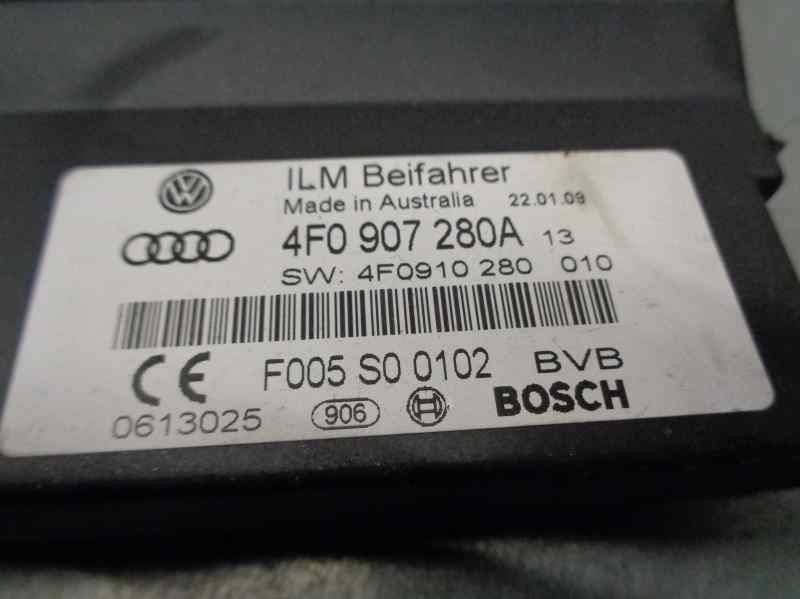 ILM Beifahrer
Made in Australia 22.01.09
4F0 907 280A 13
SW: 4F0910 280 010
CE F005 S0 0102 BVB
0613025 906 BOSCH